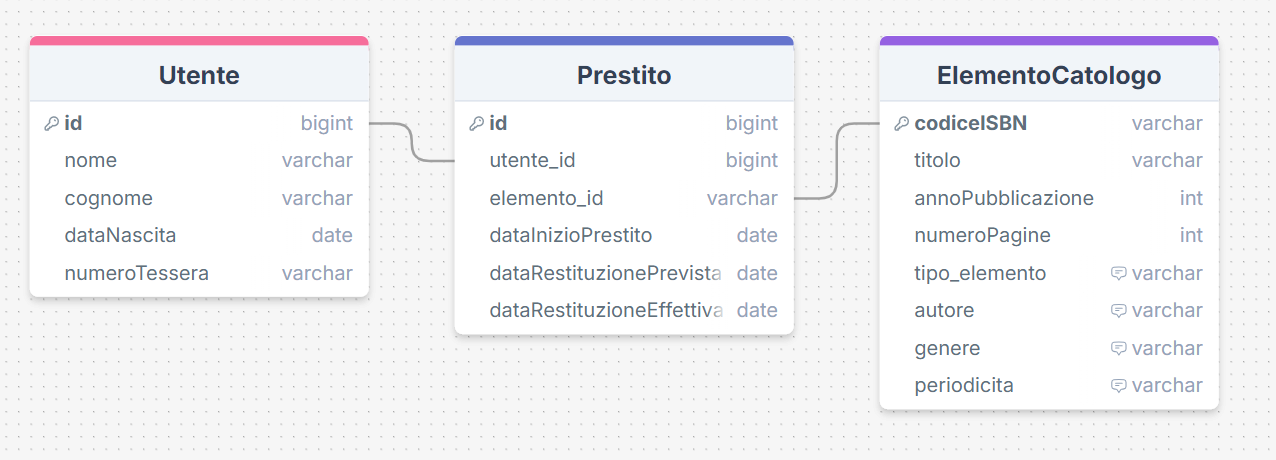 Utente
id bigint
nome varchar
cognome varchar
dataNascita date
numeroTessera varchar
Prestito
id bigint
utente_id bigint
elemento_id varchar
dataInizioPrestito date
dataRestituzionePrevista date
dataRestituzioneEffettiva date
ElementoCatologo
codiceISBN varchar
titolo varchar
annoPubblicazione int
numeroPagine int
tipo_elemento varchar
autore varchar
genere varchar
periodicita varchar